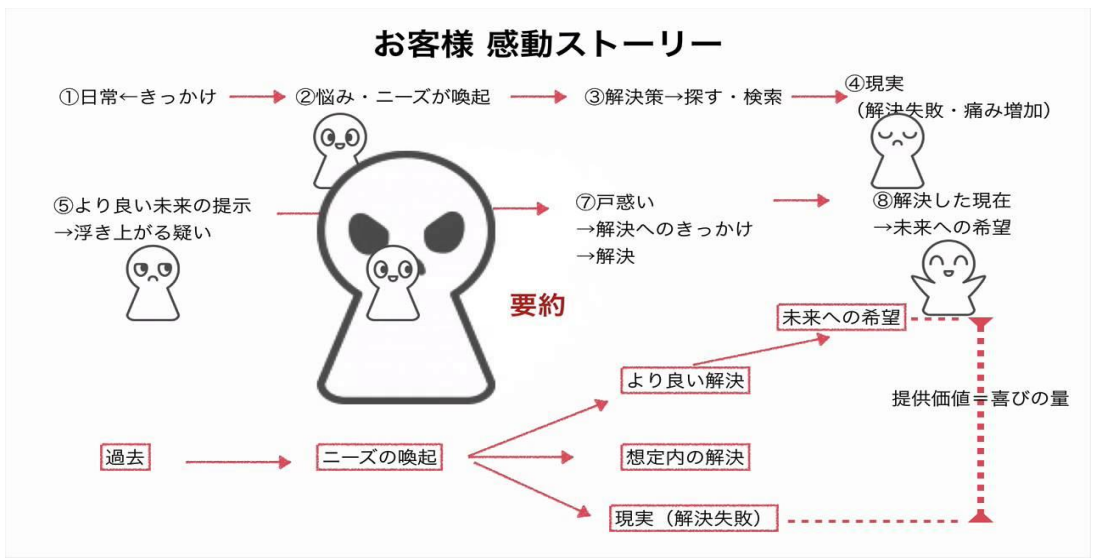 お客様 感動ストーリー
①日常←きっかけ
②悩み・ニーズが喚起
③解決策→探す・検索
④現実
（解決失敗・痛み増加）
⑤より良い未来の提示
→浮き上がる疑い
⑦戸惑い
→解決へのきっかけ
→解決
⑧解決した現在
→未来への希望
要約
未来への希望
より良い解決
提供価値＝喜びの量
過去
ニーズの喚起
想定内の解決
現実（解決失敗）